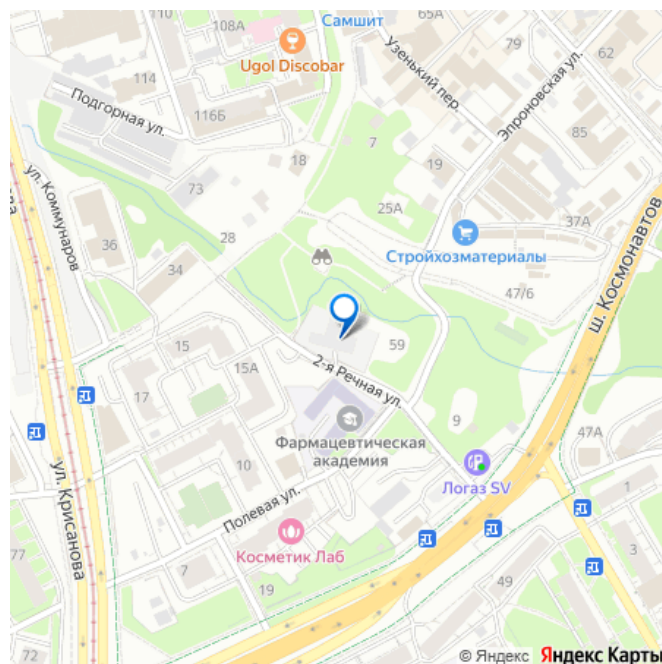 65А
108А
Самшит
79
62
Ugol Discobar
Узенький пер.
Эпроновская ул.
114
Подгорная ул.
116Б
85
7
18
19
73
ул. Коммунаров
25А
37А
ш. Космонавтов
28
36
Стройхозматериалы
34
47/6
59
15
15А
2-я Речная ул.
17
9
47А
Фармацевтическая
академия
10
Логаз SV
1
ул. Крисанова
Полевая ул.
Косметик Лаб
77
3
7
19
49
72
© Яндекс Яндекс Карты